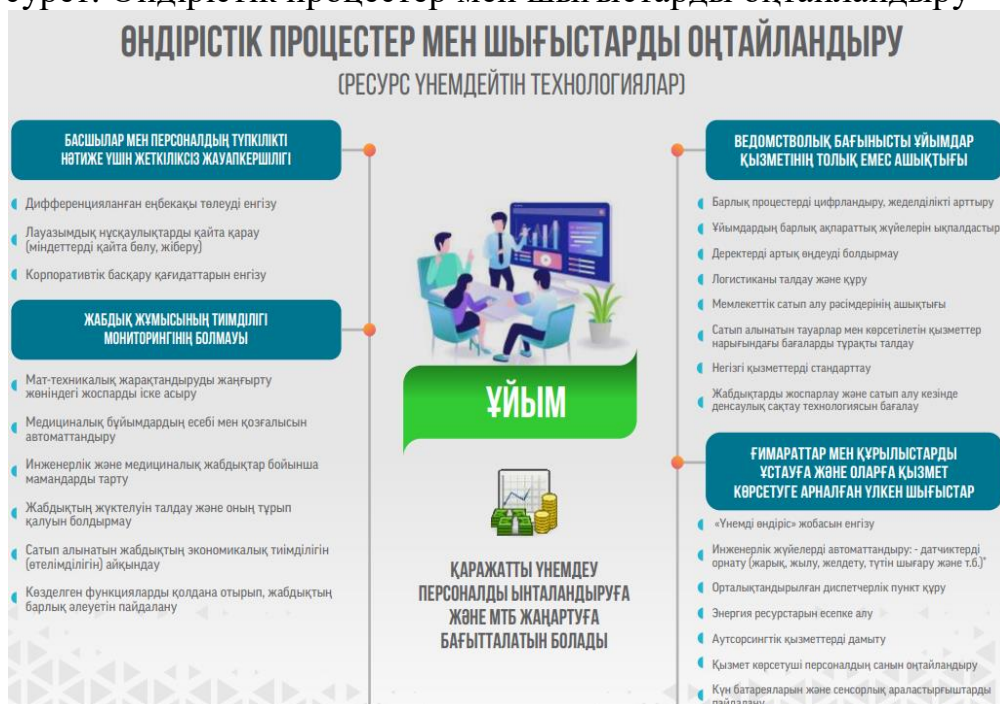 сурет. Өндірістік процестер мен шығыстарды оңтайландыру
ӨНДІРІСТІК ПРОЦЕСТЕР МЕН ШЫҒЫСТАРДЫ ОҢТАЙЛАНДЫРУ
(РЕСУРС ҮНЕМДЕЙТІН ТЕХНОЛОГИЯЛАР)
БАСШЫЛАР МЕН ПЕРСОНАЛДЫҢ ТҮПКІЛІКТІ
НӘТИЖЕ ҮШІН ЖЕТКІЛІКСІЗ ЖАУАПКЕРШІЛІГІ
Дифференцияланған еңбекақы төлеуді енгізу
Лауазымдық нұсқаулықтарды қайта қарау
(міндеттерді қайта бөлу, жіберу)
Корпоративтік басқару қағидаттарын енгізу
ЖАБДЫҚ ЖҰМЫСЫНЫҢ ТИІМДІЛІГІ
МОНИТОРИНГІНІҢ БОЛМАУЫ
Мат-техникалық жарақтандыруды жаңғырту
жөніндегі жоспарды іске асыру
Медициналық бұйымдардың есебі мен қозғалысын
автоматтандыру
Инженерлік және медициналық жабдықтар бойынша
мамандарды тарту
Жабдықтың жүктелуін талдау және оның тұрып
қалуын болдырмау
Сатып алынатын жабдықтың экономикалық тиімділігін
(өтелімділігін) айқындау
Көзделген функцияларды қолдана отырып, жабдықтың
барлық әлеуетін пайдалану
ҰЙЫМ
ҚАРАЖАТТЫ ҮНЕМДЕУ
ПЕРСОНАЛДЫ ЫНТАЛАНДЫРУҒА
ЖӘНЕ МТБ ЖАҢАРТУҒА
БАҒЫТТАЛАТЫН БОЛАДЫ
ВЕДОМСТВОЛЫҚ БАҒЫНЫСТЫ ҰЙЫМДАР
ҚЫЗМЕТІНІҢ ТОЛЫҚ ЕМЕС АШЫҚТЫҒЫ
Барлық процестерді цифрландыру, жеделділікті арттыру
Ұйымдардың барлық ақпараттық жүйелерін ықпалдастыр
Деректерді артық өңдеуді болдырмау
Логистиканы талдау және құру
Мемлекеттік сатып алу рәсімдерінің ашықтығы
Сатып алынатын тауарлар мен көрсетілетін қызметтер
нарығындағы бағаларды тұрақты талдау
Негізгі қызметтерді стандарттау
Жабдықтарды жоспарлау және сатып алу кезінде
денсаулық сақтау технологиясын бағалау
ҒИМАРАТТАР МЕН ҚҰРЫЛЫСТАРДЫ
ҰСТАУҒА ЖӘНЕ ОЛАРҒА ҚЫЗМЕТ
КӨРСЕТУГЕ АРНАЛҒАН ҮЛКЕН ШЫҒЫСТАР
«Үнемді өндіріс» жобасын енгізу
Инженерлік жүйелерді автоматтандыру: - датчиктерді
орнату (жарық, жылу, желдету, түтін шығару және т.б.)"
Орталықтандырылған диспетчерлік пункт құру
Энергия ресурстарын есепке алу
Аутсорсингтік қызметтерді дамыту
Қызмет көрсетуші персоналдың санын оңтайландыру
Күн батареяларын және сенсорлық араластырғыштарды
пайдалану